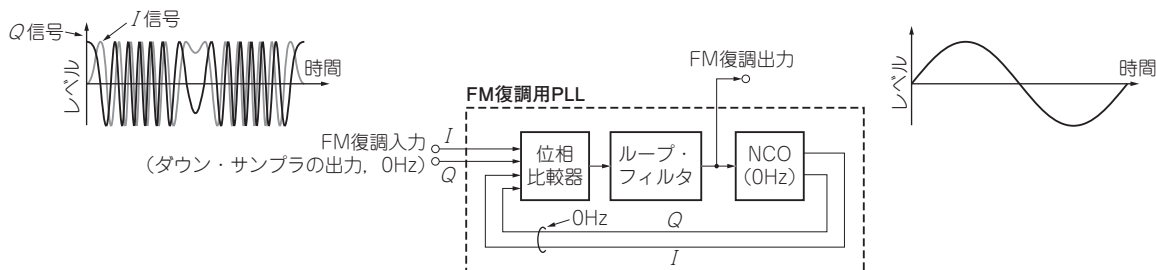 Q信号
I信号
レベル
時間
FM復調出力
レベル
時間
FM復調用PLL
FM復調入力
(ダウン・サンプラの出力,0Hz)
I
Q
位相
比較器
ループ・
フィルタ
NCO
(0Hz)
0Hz
Q
I